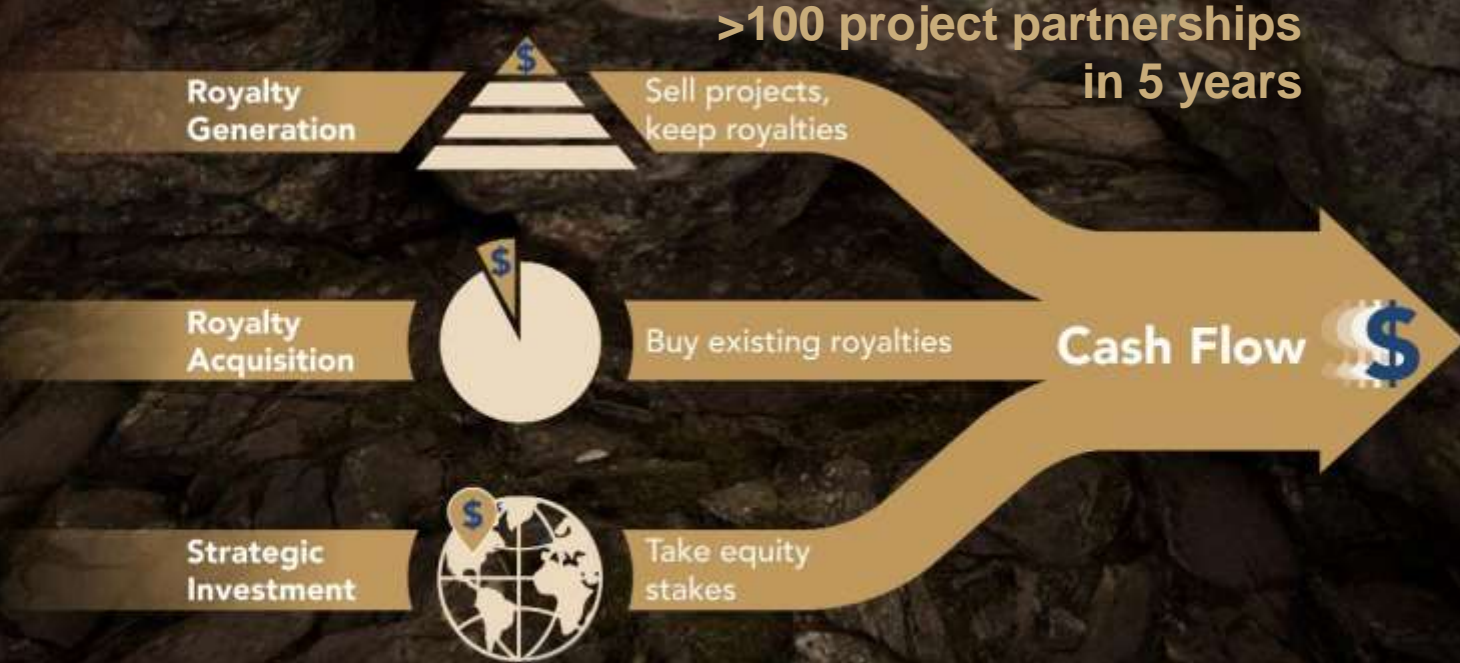 >100 project partnerships
in 5 years
Royalty
Generation
$
Sell projects,
keep royalties
Royalty
Acquisition
$
Buy existing royalties
Cash Flow
$
Strategic
Investment
$
Take equity
stakes